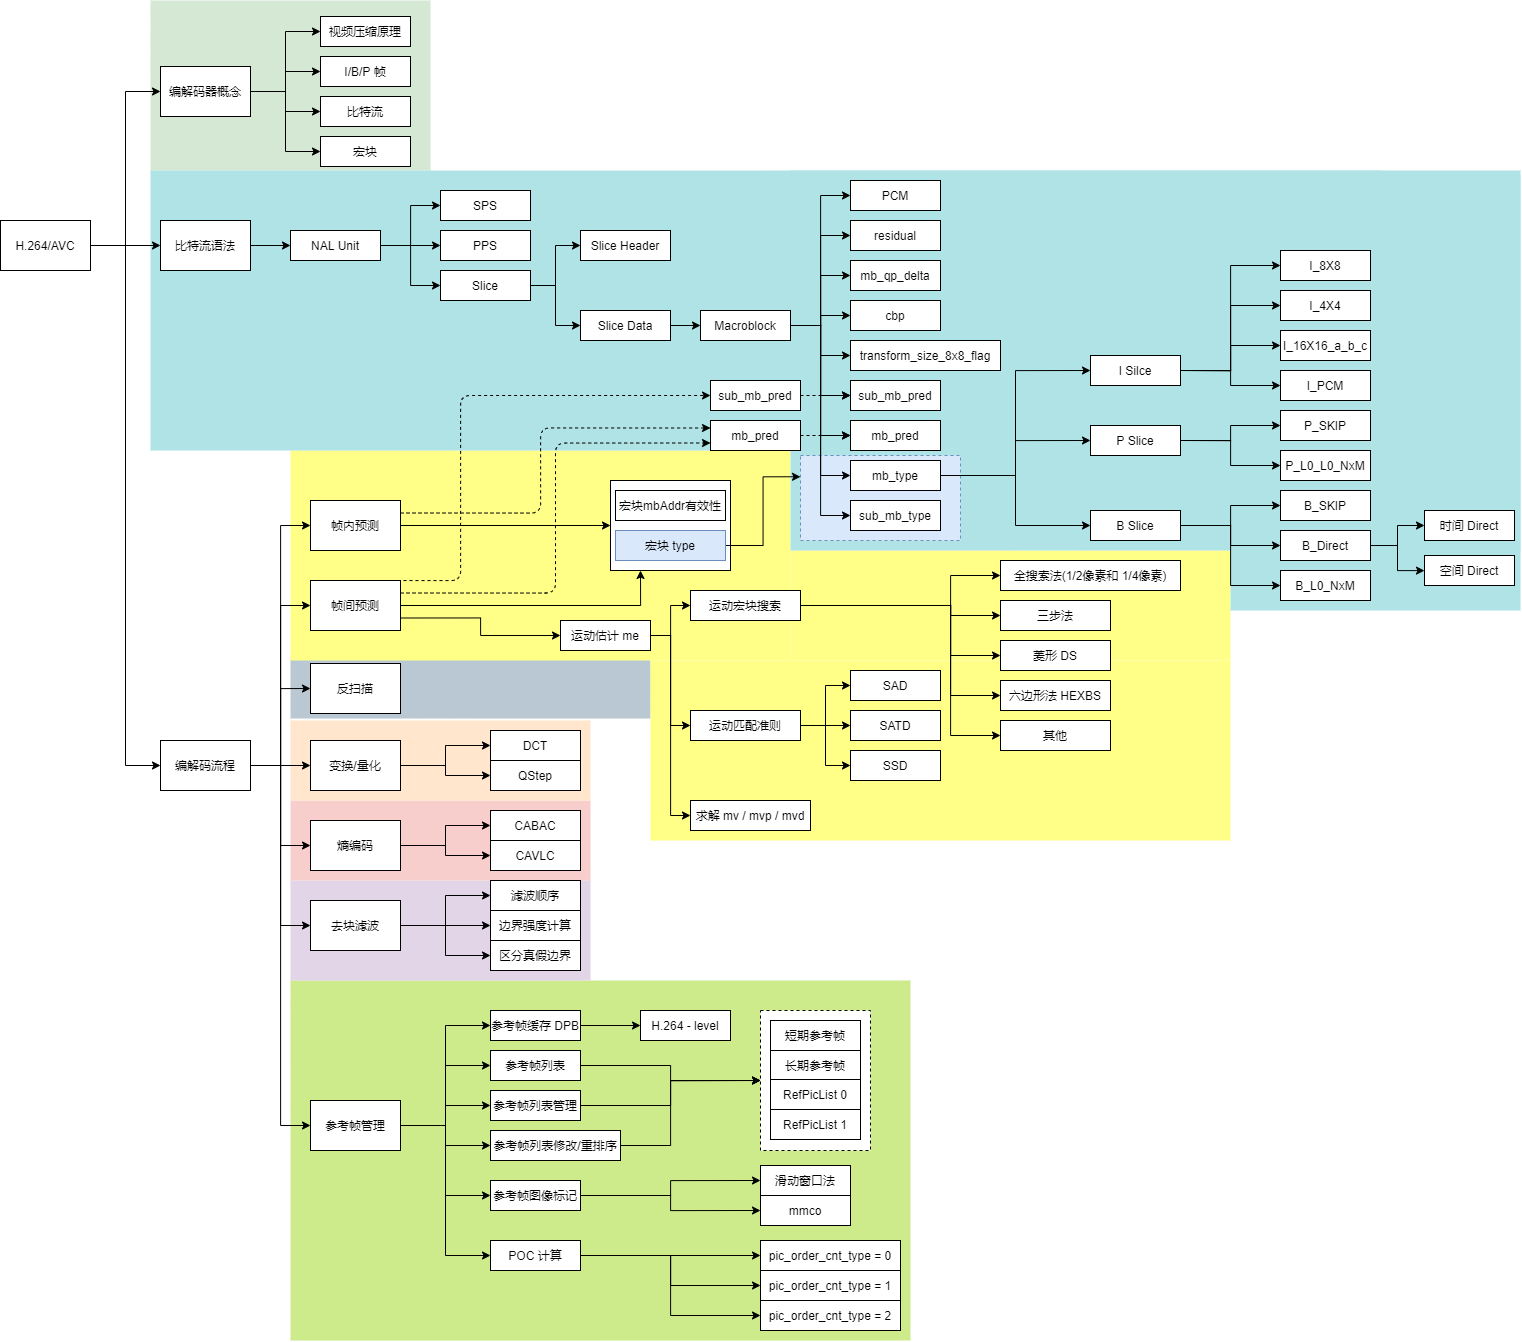 H.264/AVC
编解码器概念
视频压缩原理
I/B/P 帧
比特流
宏块
比特流语法
NAL Unit
SPS
PPS
Slice
Slice Header
Slice Data
Macroblock
PCM
residual
mb_qp_delta
cbp
transform_size_8x8_flag
sub_mb_pred
sub_mb_pred
mb_pred
mb_pred
mb_type
sub_mb_type
I Silce
P Slice
B Slice
I_8X8
I_4X4
I_16X16_a_b_c
I_PCM
P_SKIP
P_L0_L0_NxM
B_SKIP
B_Direct
B_L0_NxM
时间 Direct
空间 Direct
编解码流程
帧内预测
宏块mbAddr有效性
宏块 type
帧间预测
运动估计 me
运动宏块搜索
全搜索法(1/2像素和 1/4像素)
三步法
菱形 DS
六边形法 HEXBS
其他
运动匹配准则
SAD
SATD
SSD
求解 mv / mvp / mvd
反扫描
变换/量化
DCT
QStep
熵编码
CABAC
CAVLC
去块滤波
滤波顺序
边界强度计算
区分真假边界
参考帧管理
参考帧缓存 DPB
H.264 - level
参考帧列表
参考帧列表管理
参考帧列表修改/重排序
短期参考帧
长期参考帧
RefPicList 0
RefPicList 1
参考帧图像标记
滑动窗口法
mmco
POC 计算
pic_order_cnt_type = 0
pic_order_cnt_type = 1
pic_order_cnt_type = 2